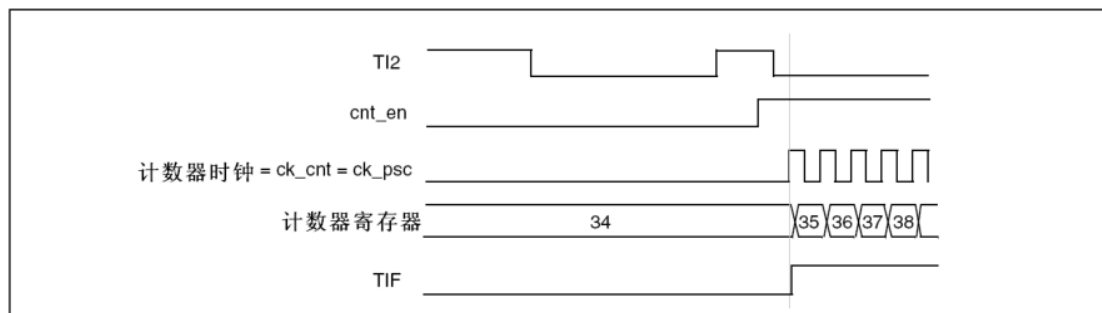 TI2
cnt_en
计数器时钟 = ck_cnt = ck_psc
计数器寄存器 34 35 36 37 38
TIF